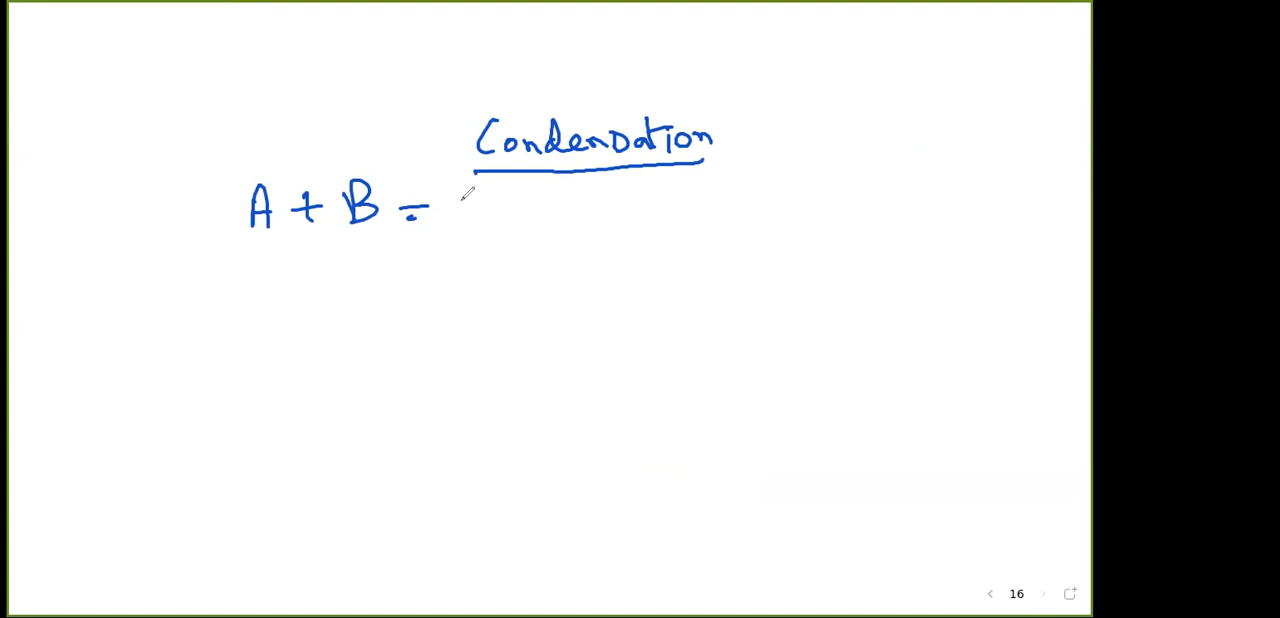 Condensation
A + B =
16